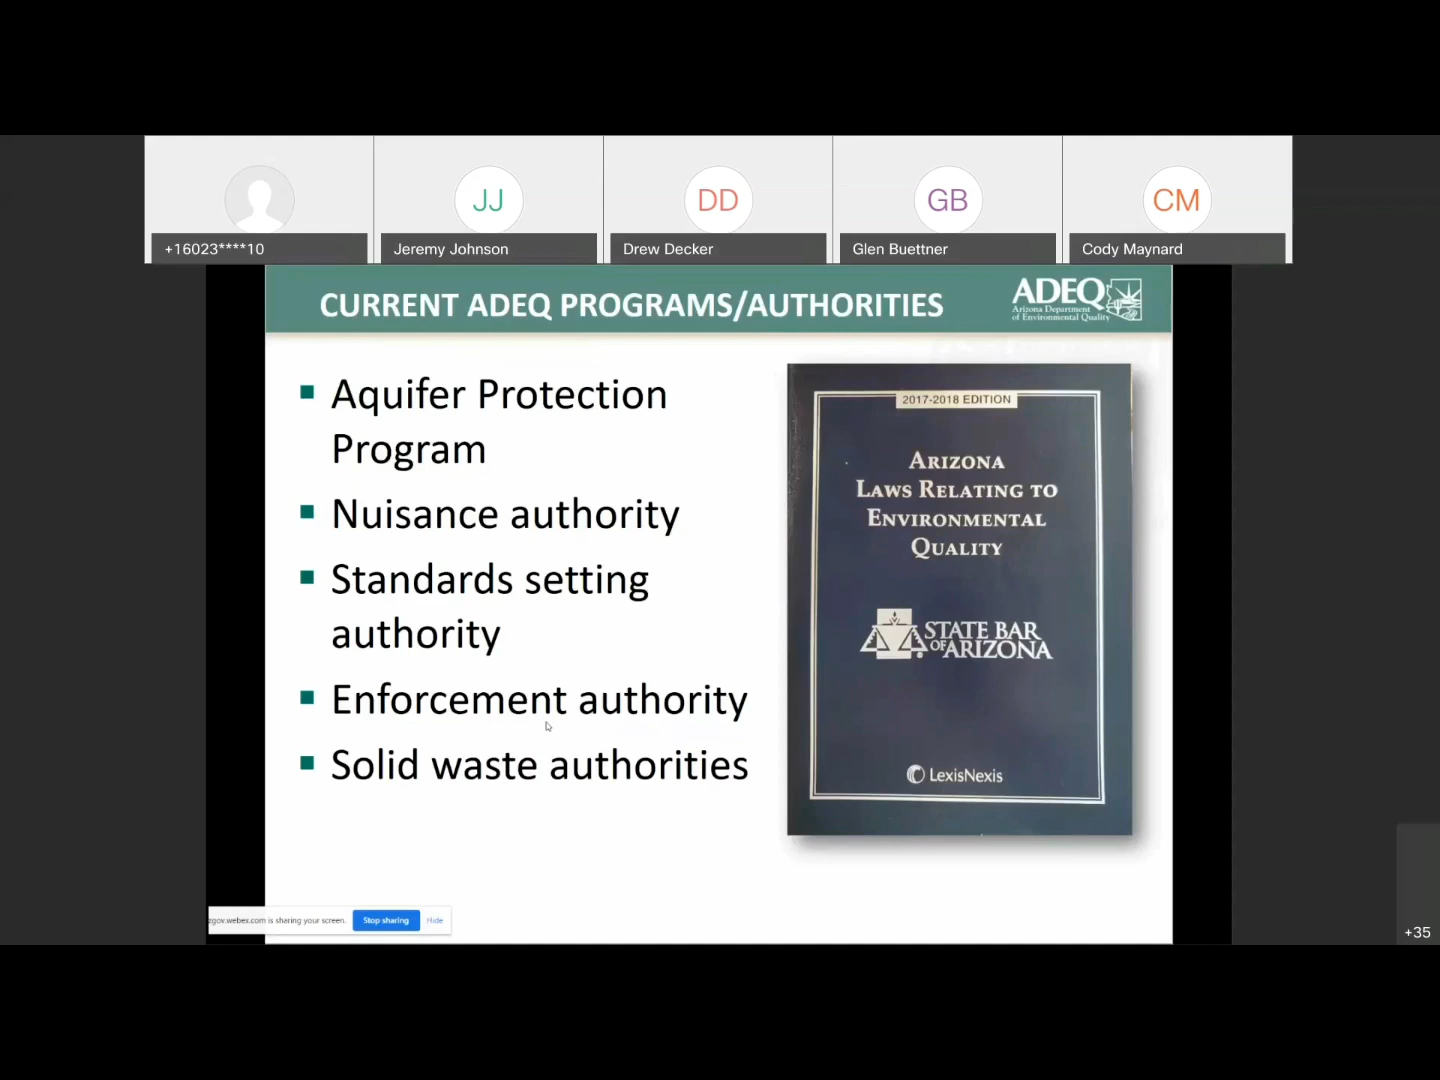 JJ
DD
GB
CM
+16023****10
Jeremy Johnson
Drew Decker
Glen Buettner
Cody Maynard
CURRENT ADEQ PROGRAMS/AUTHORITIES
ADEQ
Arizona Department
of Environmental Quality
Aquifer Protection
Program
Nuisance authority
Standards setting
authority
Enforcement authority
Solid waste authorities
2017-2018 EDITION
ARIZONA
LAWS RELATING TO
ENVIRONMENTAL
QUALITY
STATE BAR
OF ARIZONA
LexisNexis
zgov.webex.com is sharing your screen.
Stop sharing
Hide
+35